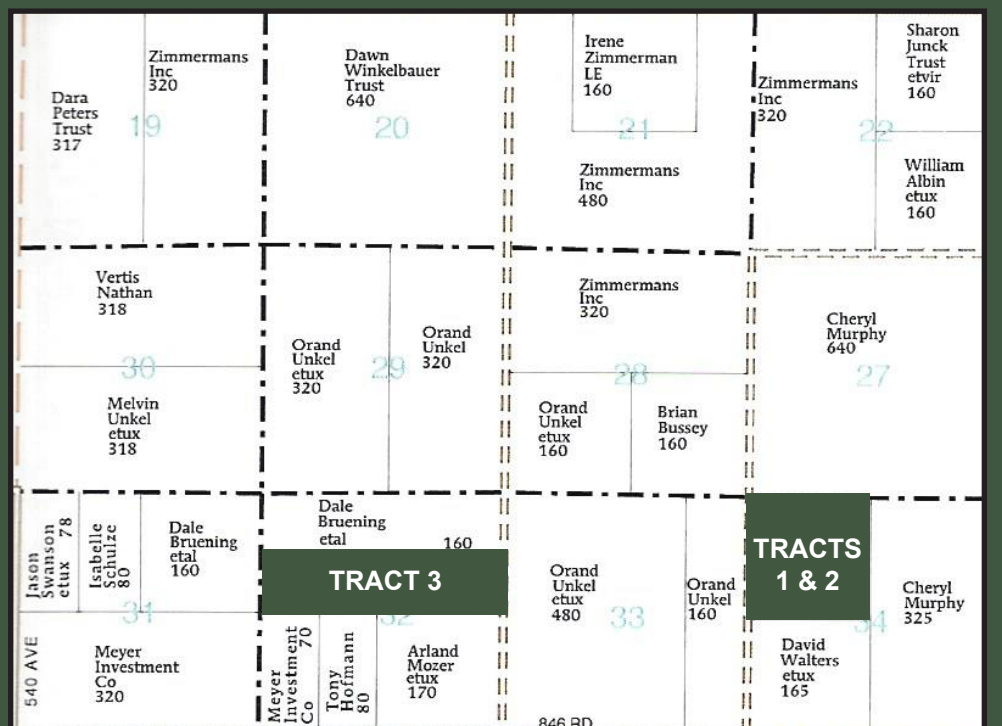 Dara
Peters
Trust
317
Zimmermans
Inc
320
19
Dawn
Winkelbauer
Trust
640
20
Irene
Zimmerman
LE
160
21
Zimmermans
Inc
480
Zimmermans
Inc
320
22
Sharon
Junck
Trust
etvir
160
William
Albin
etux
160
Vertis
Nathan
318
30
Melvin
Unkel
etux
318
Orand
Unkel
etux
320
29
Orand
Unkel
320
Zimmermans
Inc
320
28
Orand
Unkel
etux
160
Brian
Bussey
160
Cheryl
Murphy
640
27
Jason
Swanson
etux 78
Isabelle
Schulze
80
Dale
Bruening
etal
160
31
Meyer
Investment
Co
320
540 AVE
Dale
Bruening
etal
160
TRACT 3
32
Meyer
Investment
Co 70
Tony
Hofmann
80
Arland
Mozer
etux
170
Orand
Unkel
etux
480
33
Orand
Unkel
160
846 RD
TRACTS
1 & 2
34
David
Walters
etux
165
Cheryl
Murphy
325